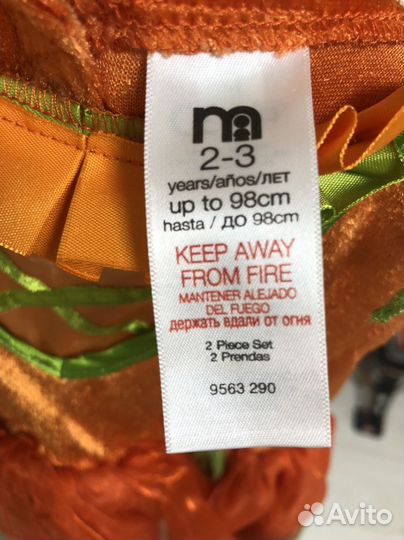 m
2-3
years/años/ЛЕТ
up to 98cm
hasta / ДО 98cm
KEEP AWAY
FROM FIRE
MANTENER ALEJADO
DEL FUEGO
держать вдали от огня
2 Piece Set
2 Prendas
9563 290
Avito